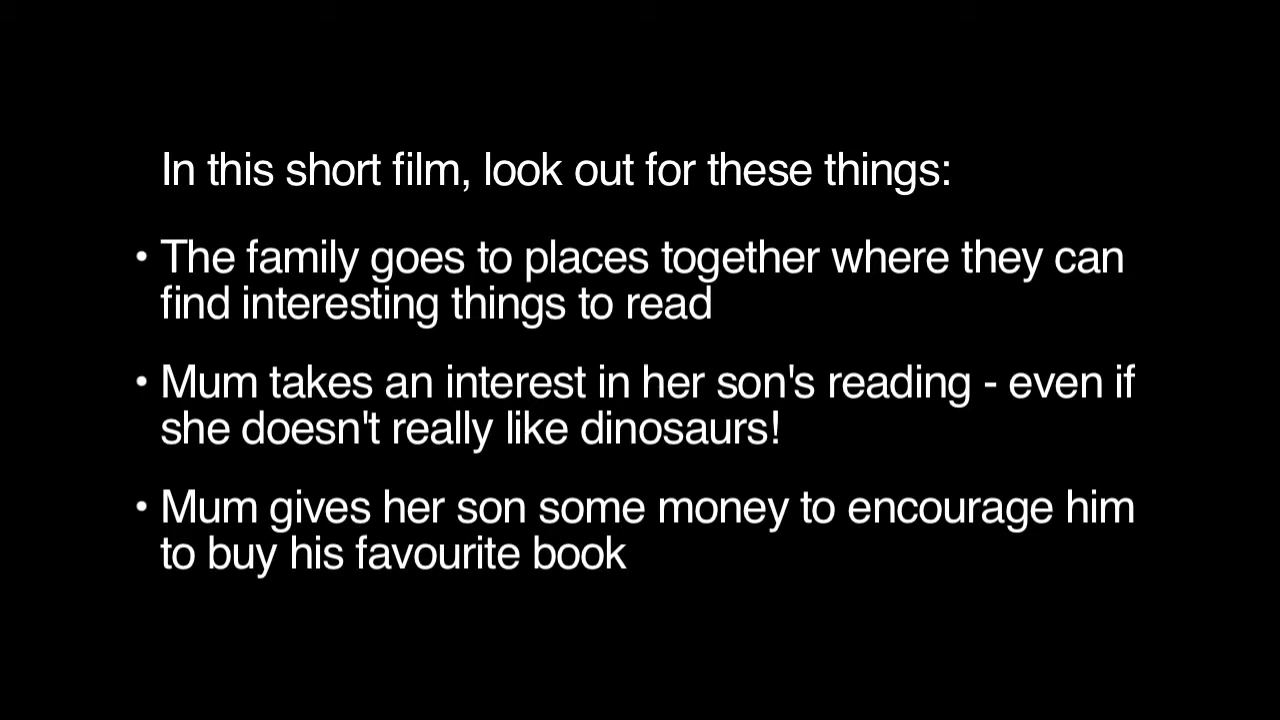 In this short film, look out for these things:
• The family goes to places together where they can
find interesting things to read
• Mum takes an interest in her son's reading - even if
she doesn't really like dinosaurs!
• Mum gives her son some money to encourage him
to buy his favourite book